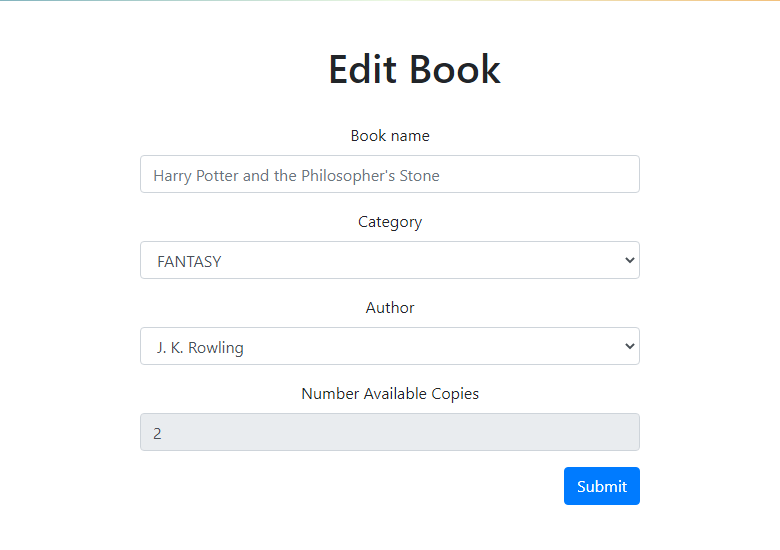 Edit Book
Book name
Harry Potter and the Philosopher's Stone
Category
FANTASY
Author
J. K. Rowling
Number Available Copies
2
Submit